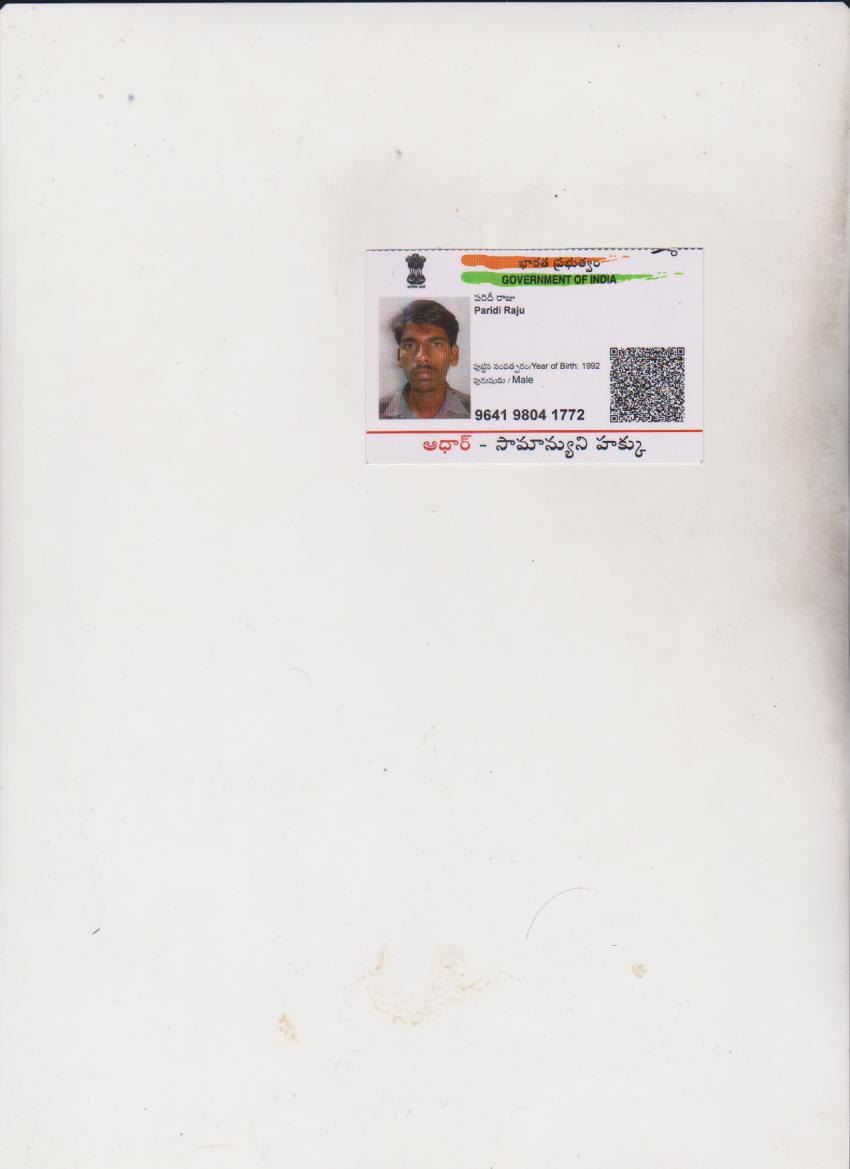 భారత ప్రభుత్వం
GOVERNMENT OF INDIA
పరిదీ రాజు
Paridi Raju
పుట్టిన సంవత్సరం/Year of Birth: 1992
పురుషుడు / Male
9641 9804 1772
ఆధార్ - సామాన్యుని హక్కు